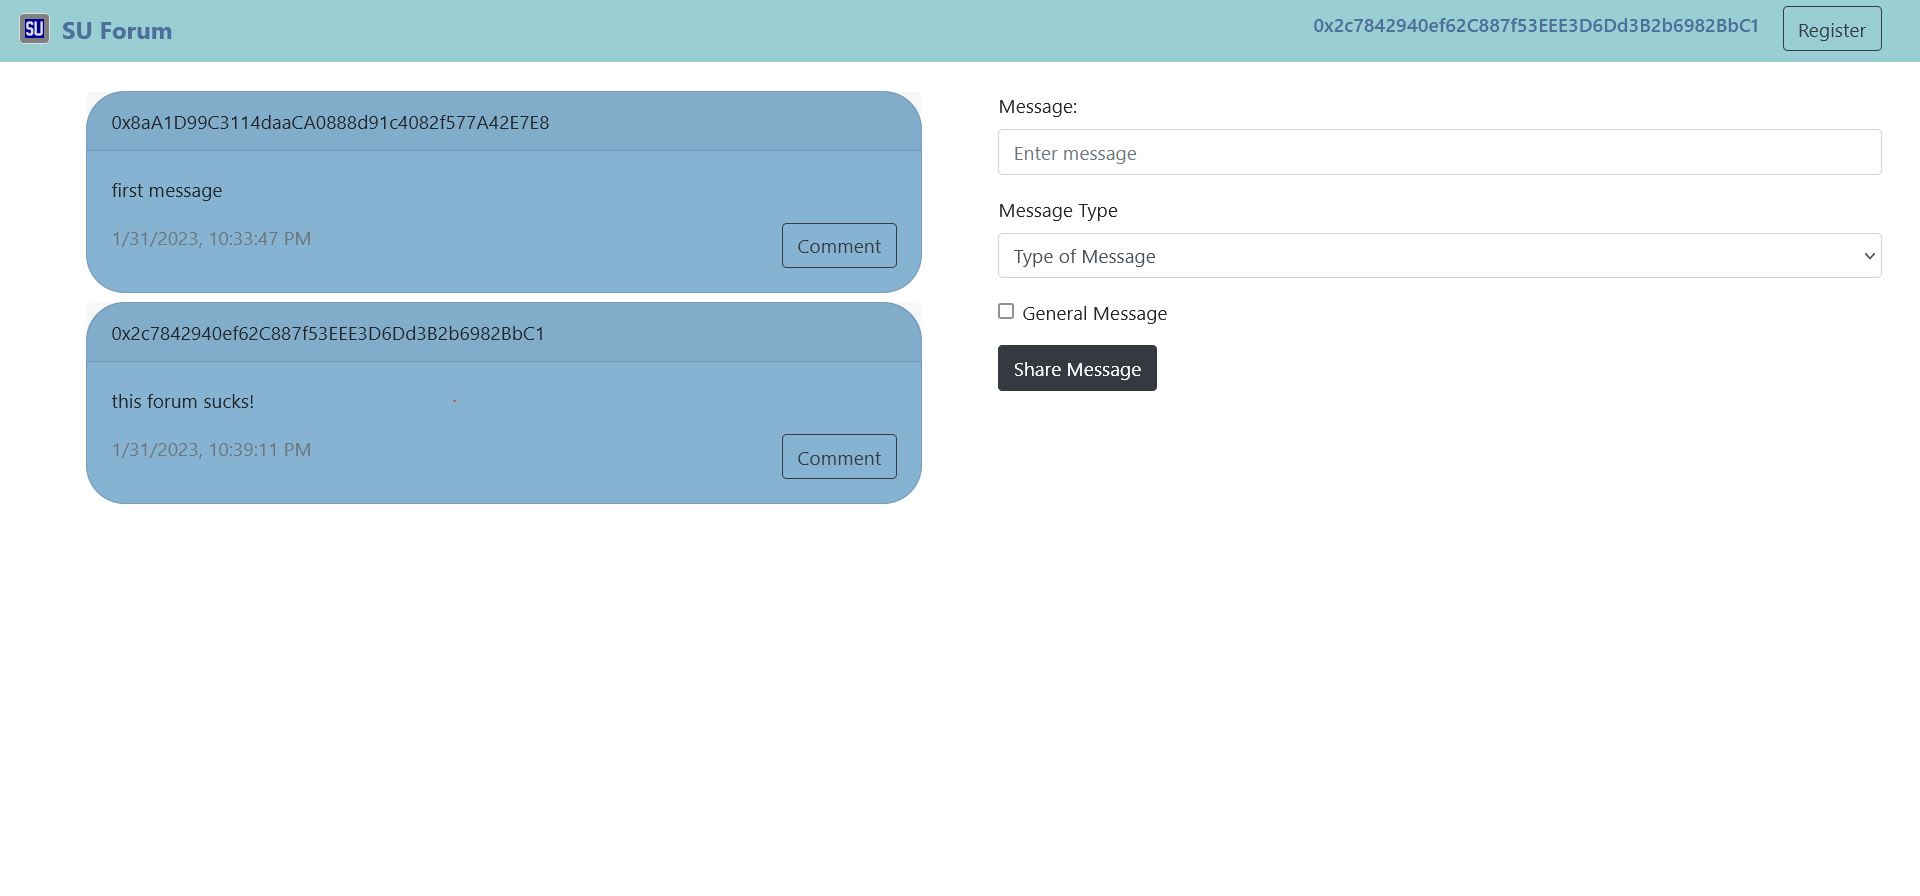 SU SU Forum
0x2c7842940ef62C887f53EEE3D6Dd3B2b6982BbC1 Register
0x8aA1D99C3114daaCA0888d91c4082f577A42E7E8
first message
1/31/2023, 10:33:47 PM
Comment
0x2c7842940ef62C887f53EEE3D6Dd3B2b6982BbC1
this forum sucks!
1/31/2023, 10:39:11 PM
Comment
Message:
Enter message
Message Type
Type of Message
General Message
Share Message